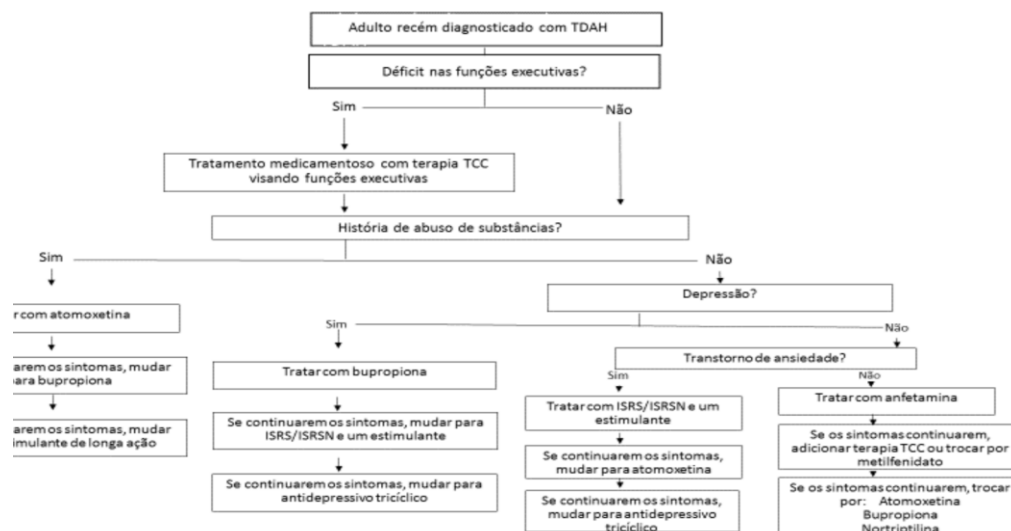 Adulto recém diagnosticado com TDAH
Déficit nas funções executivas?
Sim
Não
Tratamento medicamentoso com terapia TCC
visando funções executivas
História de abuso de substâncias?
Sim
Não
r com atomoxetina
arem os sintomas, mudar
para bupropiona
arem os sintomas, mudar
imulante de longa ação
Depressão?
Sim
Não
Tratar com bupropiona
Se continuarem os sintomas, mudar para
ISRS/ISRSN e um estimulante
Se continuarem os sintomas, mudar para
antidepressivo tricíclico
Transtorno de ansiedade?
Sim
Não
Tratar com ISRS/ISRSN e um
estimulante
Se continuarem os sintomas,
mudar para atomoxetina
Se continuarem os sintomas,
mudar para antidepressivo
tricíclico
Tratar com anfetamina
Se os sintomas continuarem,
adicionar terapia TCC ou trocar por
metilfenidato
Se os sintomas continuarem, trocar
por: Atomoxetina
Bupropiona
Nortriptilina